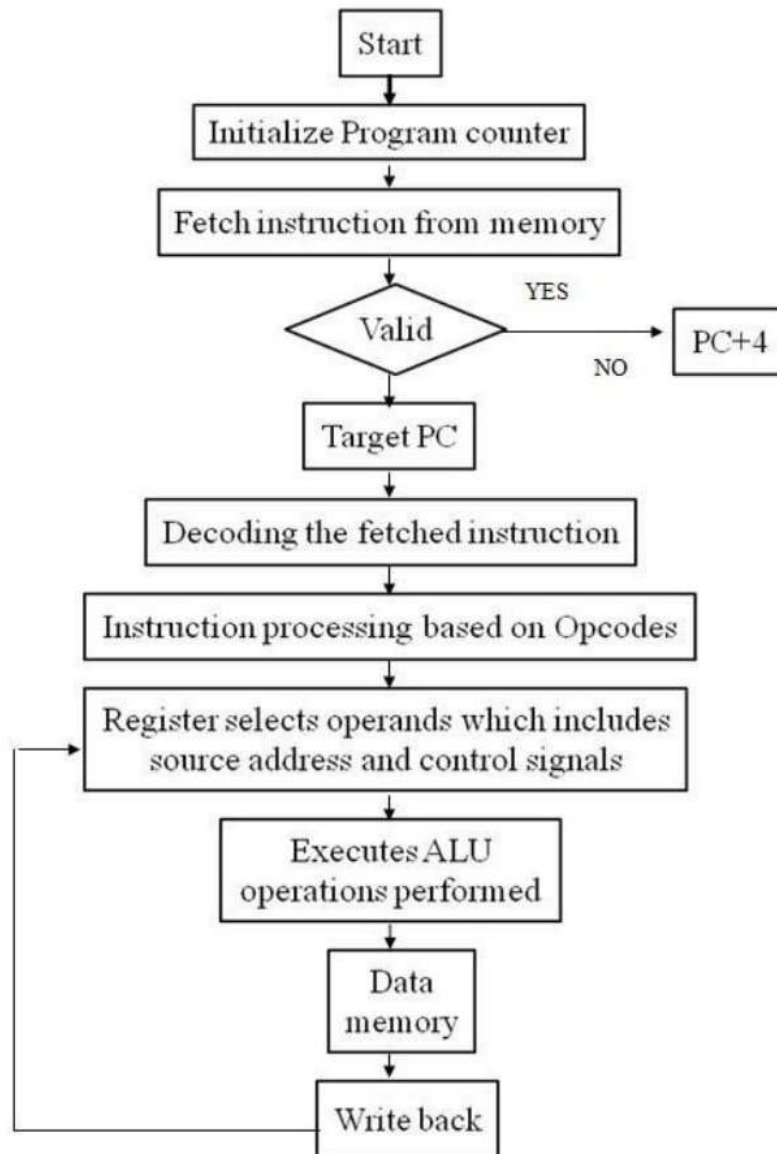 Start
Initialize Program counter
Fetch instruction from memory
YES
Valid
PC+4
NO
Target PC
Decoding the fetched instruction
Instruction processing based on Opcodes
Register selects operands which includes
source address and control signals
Executes ALU
operations performed
Data
memory
Write back